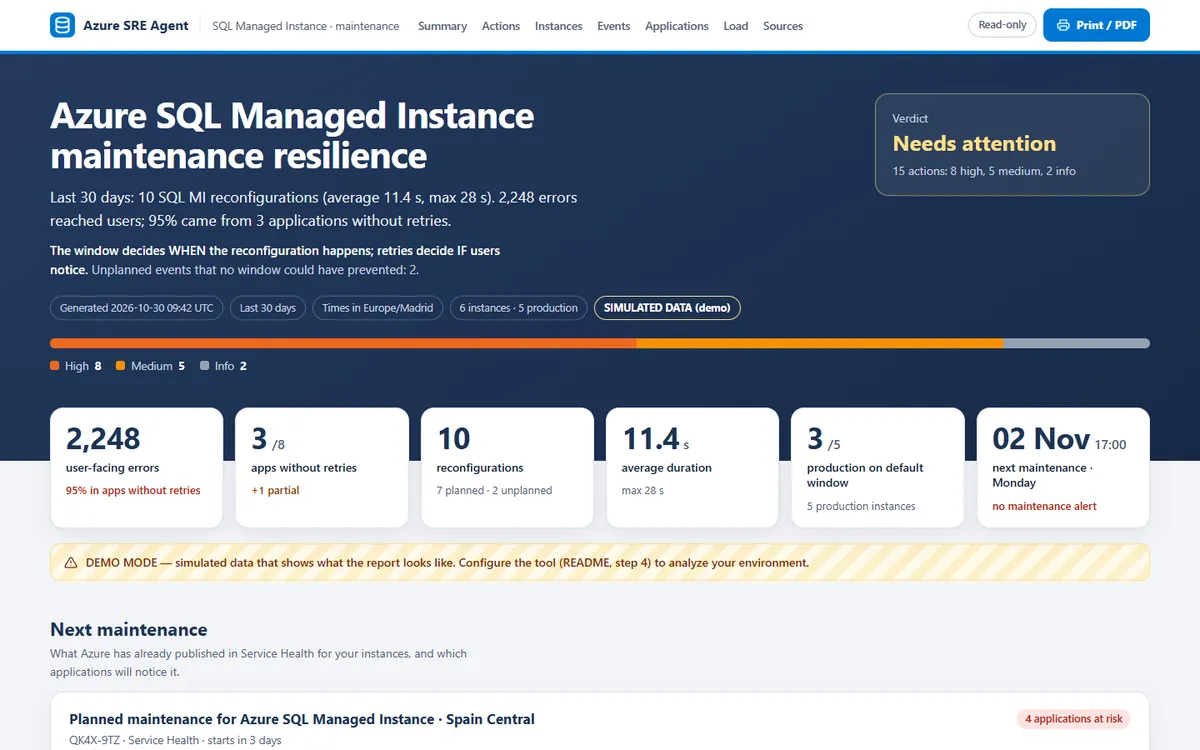 Azure SRE Agent
SQL Managed Instance · maintenance
Summary
Actions
Instances
Events
Applications
Load
Sources
Read-only
Print / PDF
Azure SQL Managed Instance
maintenance resilience
Last 30 days: 10 SQL MI reconfigurations (average 11.4 s, max 28 s). 2,248 errors
reached users; 95% came from 3 applications without retries.
The window decides WHEN the reconfiguration happens; retries decide IF users
notice. Unplanned events that no window could have prevented: 2.
Verdict
Needs attention
15 actions: 8 high, 5 medium, 2 info
Generated 2026-10-30 09:42 UTC
Last 30 days
Times in Europe/Madrid
6 instances · 5 production
SIMULATED DATA (demo)
High 8
Medium 5
Info 2
2,248
user-facing errors
95% in apps without retries
3 /8
apps without retries
+1 partial
10
reconfigurations
7 planned · 2 unplanned
11.4 s
average duration
max 28 s
3 /5
production on default
window
5 production instances
02 Nov 17:00
next maintenance ·
Monday
no maintenance alert
DEMO MODE — simulated data that shows what the report looks like. Configure the tool (README, step 4) to analyze your environment.
Next maintenance
What Azure has already published in Service Health for your instances, and which
applications will notice it.
Planned maintenance for Azure SQL Managed Instance · Spain Central
4 applications at risk
QK4X-9TZ · Service Health · starts in 3 days